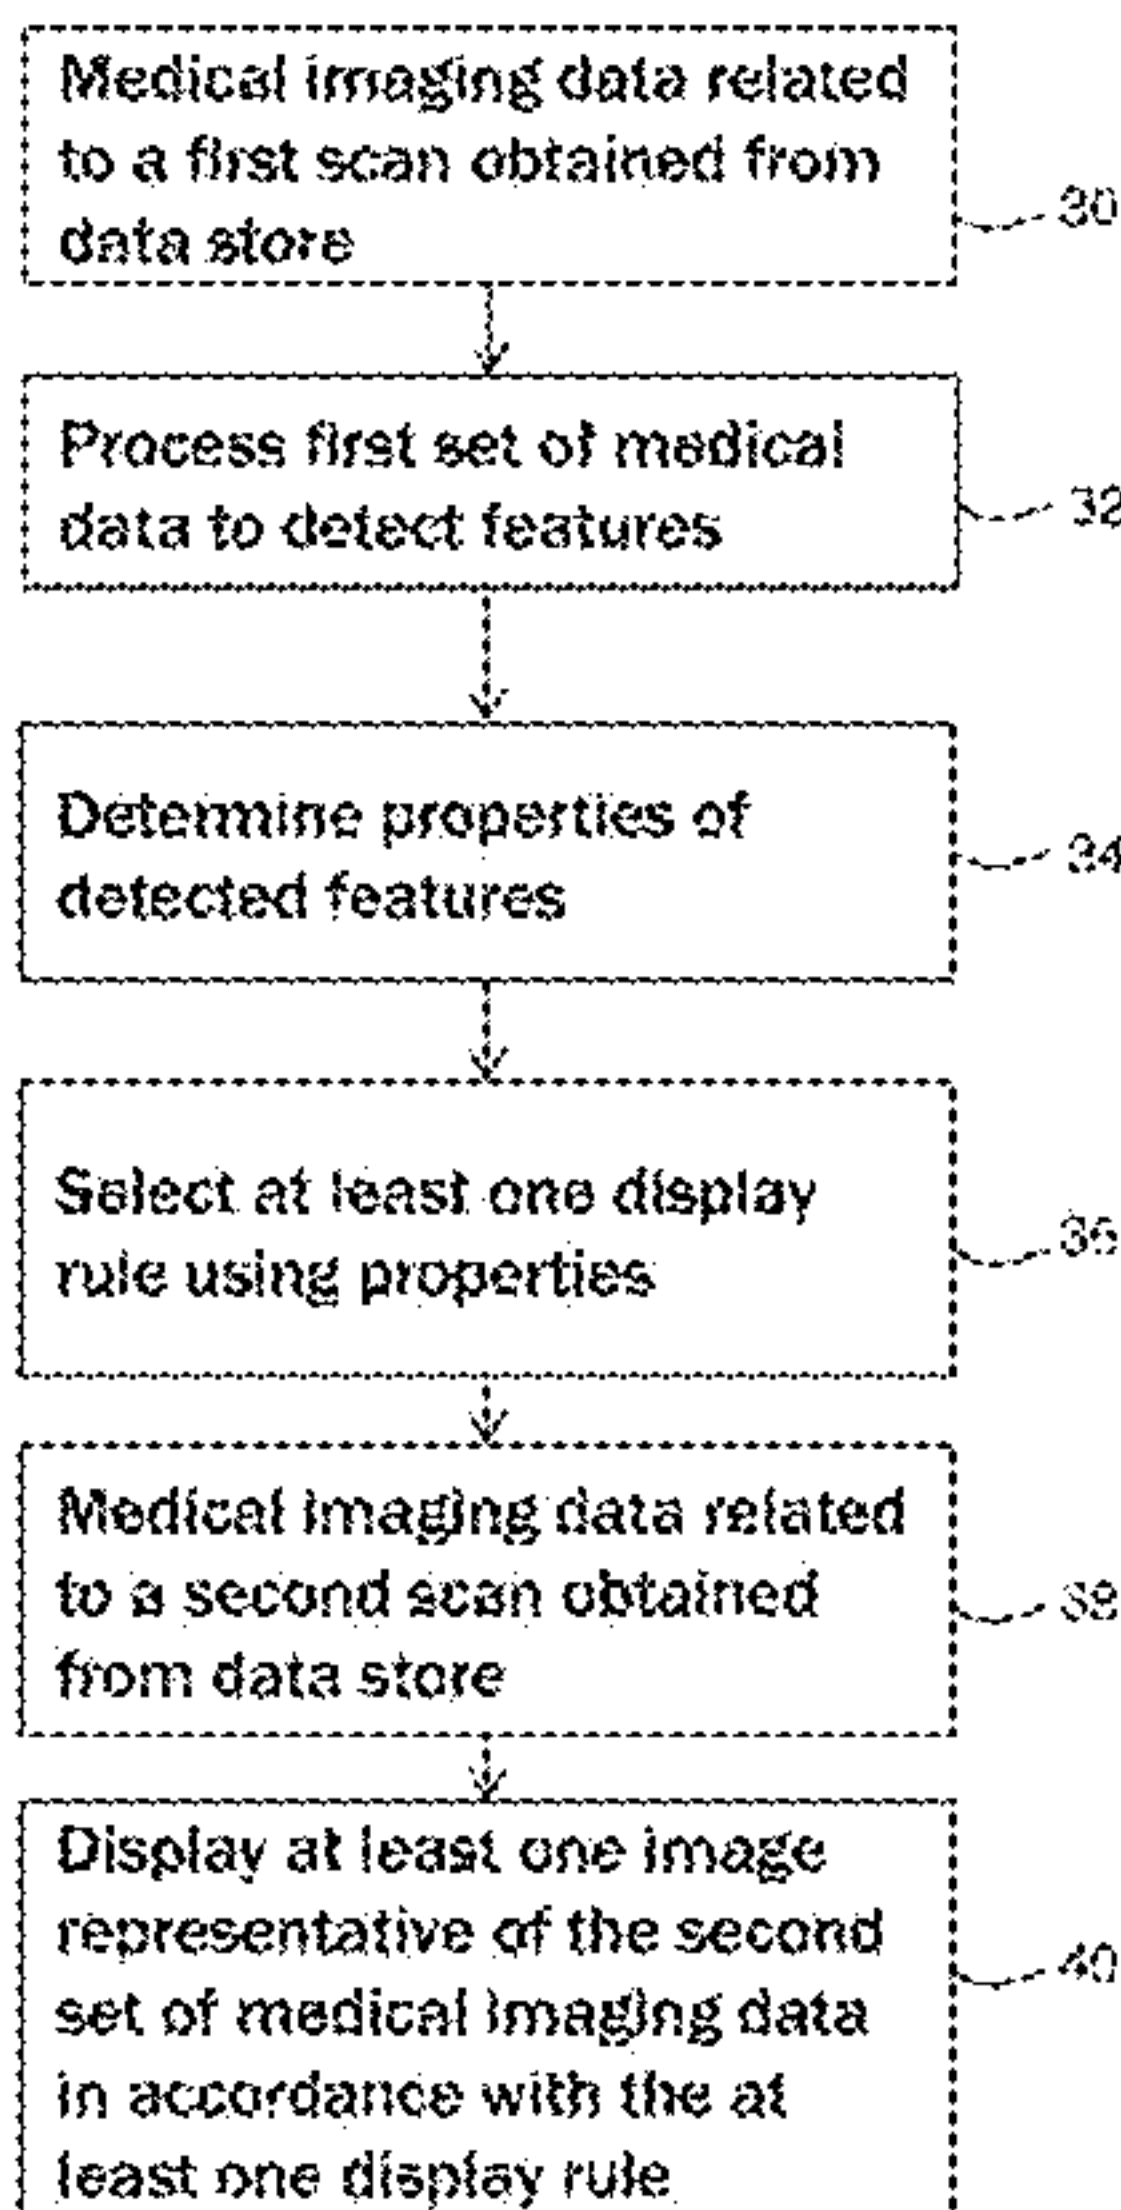 Medical imaging data related
to a first scan obtained from
data store
30
Process first set of medical
data to detect features
32
Determine properties of
detected features
34
Select at least one display
rule using properties
36
Medical imaging data related
to a second scan obtained
from data store
38
Display at least one image
representative of the second
set of medical imaging data
in accordance with the at
least one display rule
40